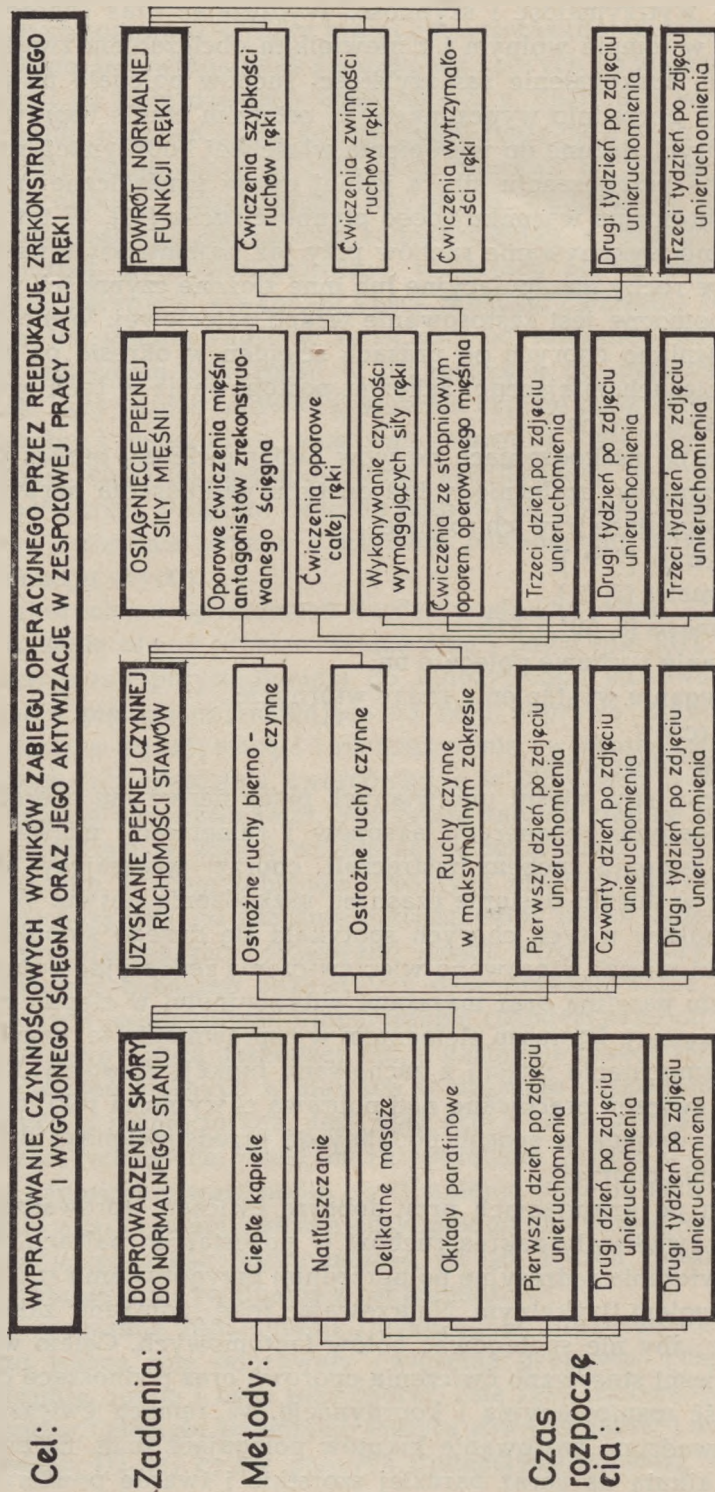 Cel:
WYPRACOWANIE CZYNNOŚCIOWYCH WYNIKÓW ZABIEGU OPERACYJNEGO PRZEZ REEDUKACJĘ ZREKONSTRUOWANEGO
I WYGOJONEGO ŚCIĘGNA ORAZ JEGO AKTYWIZACJĘ W ZESPOŁOWEJ PRACY CAŁEJ RĘKI
Zadania:
DOPROWADZENIE SKÓRY
DO NORMALNEGO STANU
UZYSKANIE PEŁNEJ CZYNNEJ
RUCHOMOŚCI STAWÓW
OSIĄGNIĘCIE PEŁNEJ
SIŁY MIĘŚNI
POWRÓT NORMALNEJ
FUNKCJI RĘKI
Metody:
Ciepłe kąpiele
Natłuszczanie
Delikatne masaże
Okłady parafinowe
Ostrożne ruchy bierno -
czynne
Ostrożne ruchy czynne
Ruchy czynne
w maksymalnym zakresie
Oporowe ćwiczenia mięśni
antagonistów zrekonstruo-
wanego ścięgna
Ćwiczenia oporowe
całej ręki
Wykonywanie czynności
wymagających siły ręki
Ćwiczenia ze stopniowym
oporem operowanego mięśnia
Ćwiczenia szybkości
ruchów ręki
Ćwiczenia zwinności
ruchów ręki
Ćwiczenia wytrzymało-
-ści ręki
Czas
rozpoczę
cia:
Pierwszy dzień po zdjęciu
unieruchomienia
Drugi dzień po zdjęciu
unieruchomienia
Drugi tydzień po zdjęciu
unieruchomienia
Pierwszy dzień po zdjęciu
unieruchomienia
Czwarty dzień po zdjęciu
unieruchomienia
Drugi tydzień po zdjęciu
unieruchomienia
Trzeci dzień po zdjęciu
unieruchomienia
Drugi tydzień po zdjęciu
unieruchomienia
Trzeci tydzień po zdjęciu
unieruchomienia
Drugi tydzień po zdjęciu
unieruchomienia
Trzeci tydzień po zdjęciu
unieruchomienia